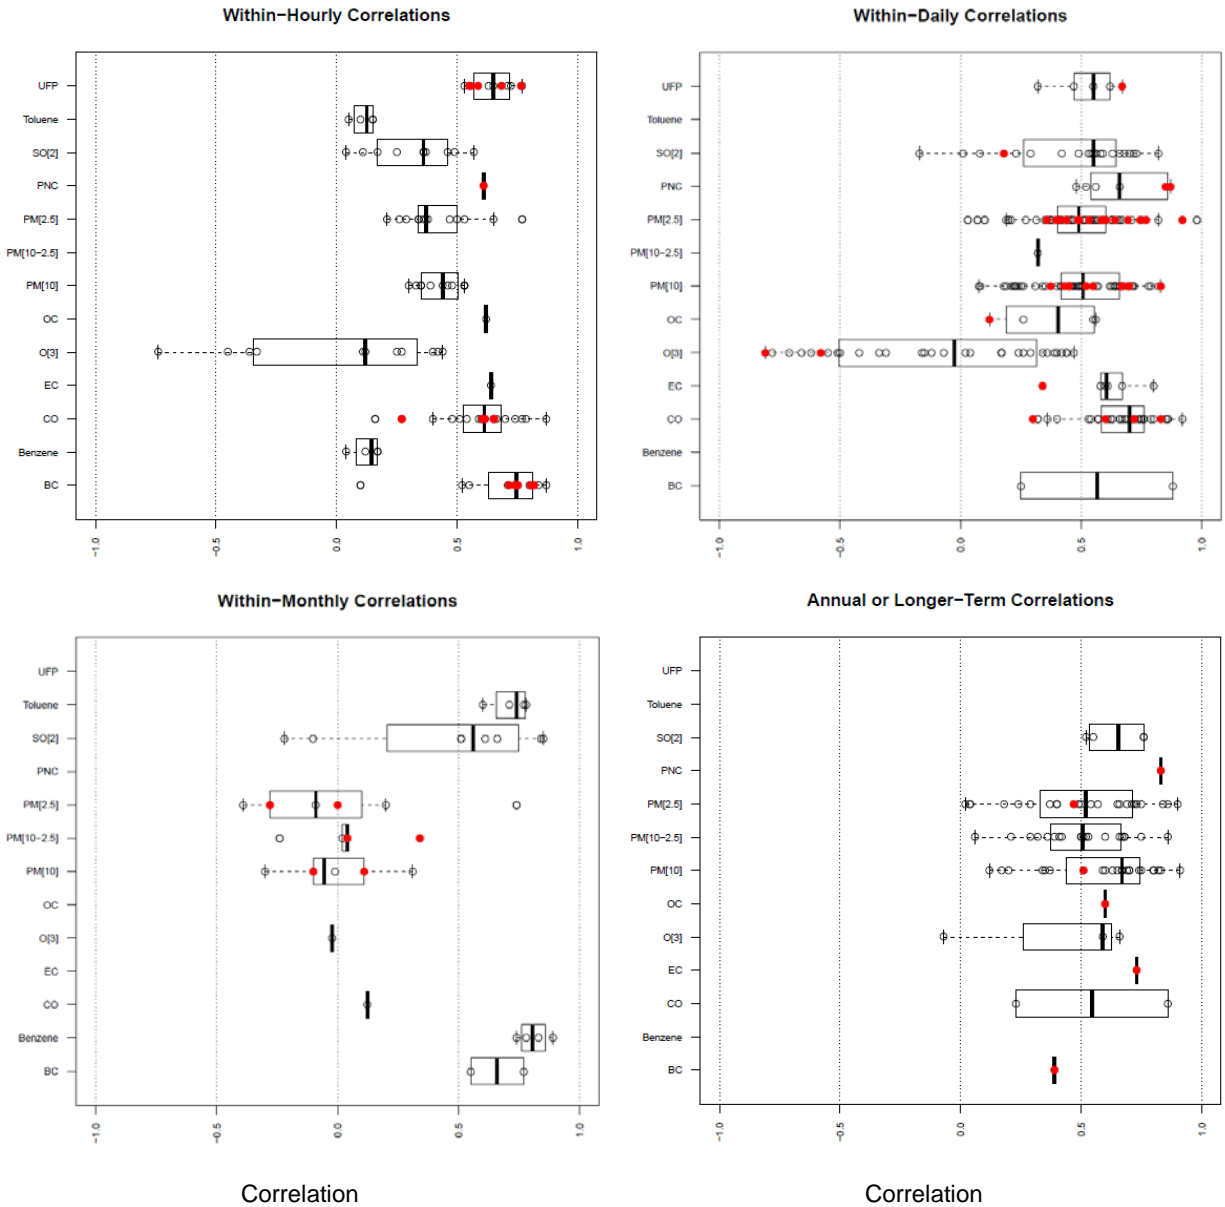 Within−Hourly Correlations
UFP
Toluene
SO[2]
PNC
PM[2.5]
PM[10−2.5]
PM[10]
OC
O[3]
EC
CO
Benzene
BC
−1.0
−0.5
0.0
0.5
1.0
Within−Daily Correlations
UFP
Toluene
SO[2]
PNC
PM[2.5]
PM[10−2.5]
PM[10]
OC
O[3]
EC
CO
Benzene
BC
−1.0
−0.5
0.0
0.5
1.0
Within−Monthly Correlations
UFP
Toluene
SO[2]
PNC
PM[2.5]
PM[10−2.5]
PM[10]
OC
O[3]
EC
CO
Benzene
BC
−1.0
−0.5
0.0
0.5
1.0
Correlation
Annual or Longer−Term Correlations
UFP
Toluene
SO[2]
PNC
PM[2.5]
PM[10−2.5]
PM[10]
OC
O[3]
EC
CO
Benzene
BC
−1.0
−0.5
0.0
0.5
1.0
Correlation